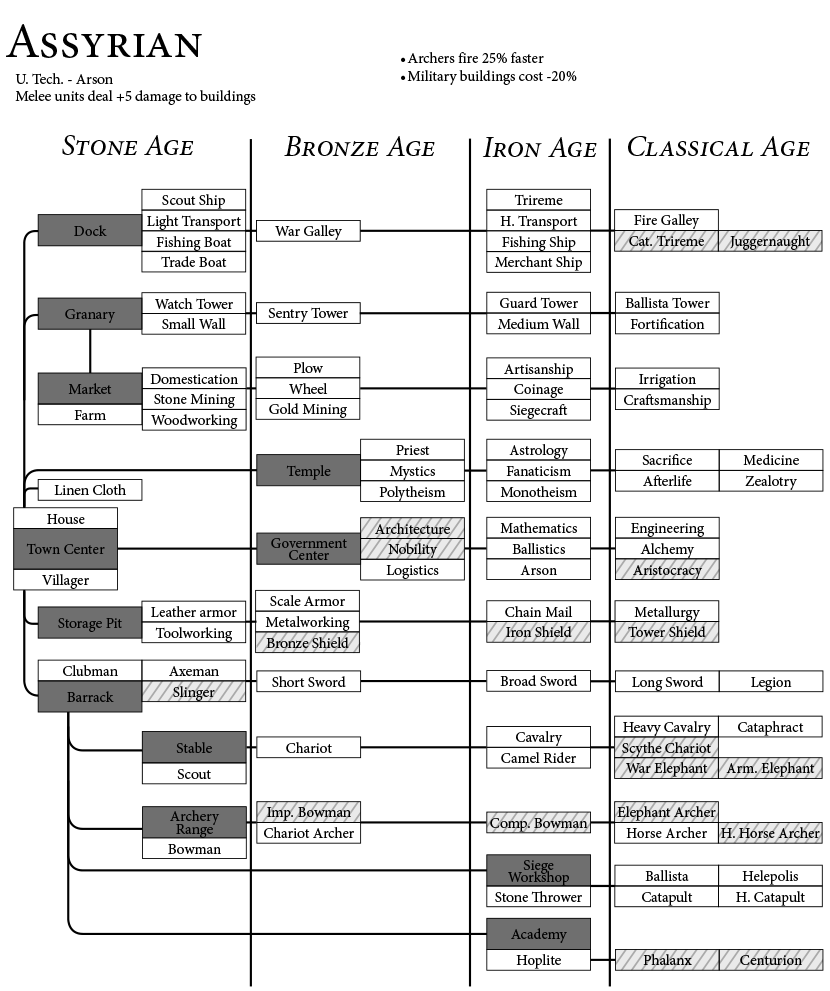 ASSYRIAN
U. Tech. - Arson
Melee units deal +5 damage to buildings
•Archers fire 25% faster
•Military buildings cost -20%
STONE AGE
BRONZE AGE
IRON AGE
CLASSICAL AGE
Dock
Scout Ship
Light Transport
Fishing Boat
Trade Boat
War Galley
Trireme
H. Transport
Fishing Ship
Merchant Ship
Fire Galley
Cat. Trireme
Juggernaught
Granary
Watch Tower
Small Wall
Sentry Tower
Guard Tower
Medium Wall
Ballista Tower
Fortification
Market
Farm
Domestication
Stone Mining
Woodworking
Plow
Wheel
Gold Mining
Artisanship
Coinage
Siegecraft
Irrigation
Craftsmanship
Temple
Priest
Mystics
Polytheism
Astrology
Fanaticism
Monotheism
Sacrifice
Medicine
Afterlife
Zealotry
Linen Cloth
House
Town Center
Villager
Government
Center
Architecture
Nobility
Logistics
Mathematics
Ballistics
Arson
Engineering
Alchemy
Aristocracy
Storage Pit
Leather armor
Toolworking
Scale Armor
Metalworking
Bronze Shield
Chain Mail
Iron Shield
Metallurgy
Tower Shield
Clubman
Axeman
Barrack
Slinger
Short Sword
Broad Sword
Long Sword
Legion
Stable
Scout
Chariot
Cavalry
Camel Rider
Heavy Cavalry
Cataphract
Scythe Chariot
War Elephant
Arm. Elephant
Archery
Range
Bowman
Imp. Bowman
Chariot Archer
Comp. Bowman
Elephant Archer
Horse Archer
H. Horse Archer
Siege
Workshop
Stone Thrower
Ballista
Helepolis
Catapult
H. Catapult
Academy
Hoplite
Phalanx
Centurion